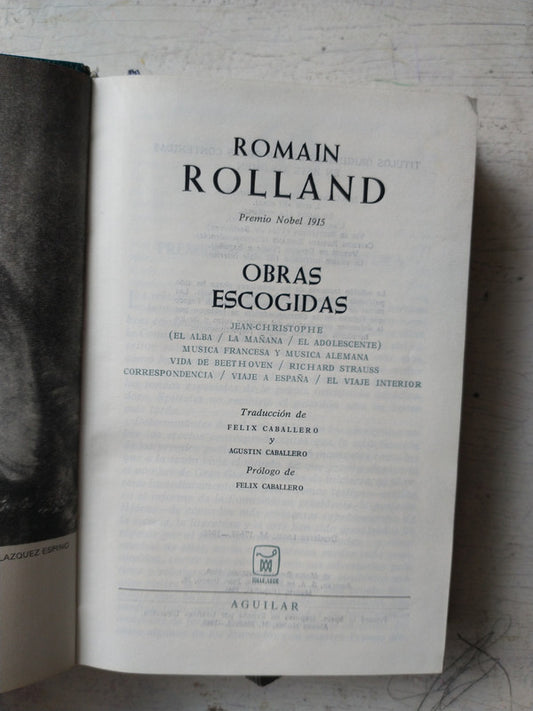 ROMAIN
ROLLAND
Premio Nobel 1915
OBRAS
ESCOGIDAS
JEAN-CHRISTOPHE
(EL ALBA / LA MAÑANA / EL ADOLESCENTE)
MUSICA FRANCESA Y MUSICA ALEMANA
VIDA DE BEETHOVEN / RICHARD STRAUSS
CORRESPONDENCIA / VIAJE A ESPAÑA / EL VIAJE INTERIOR
Traducción de
FELIX CABALLERO
y
AGUSTIN CABALLERO
Prólogo de
FELIX CABALLERO
AGUILAR
LAZQUEZ ESPINO